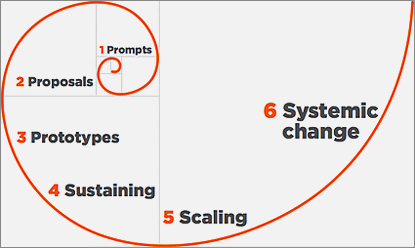 1 Prompts
2 Proposals
3 Prototypes
4 Sustaining
5 Scaling
6 Systemic
change